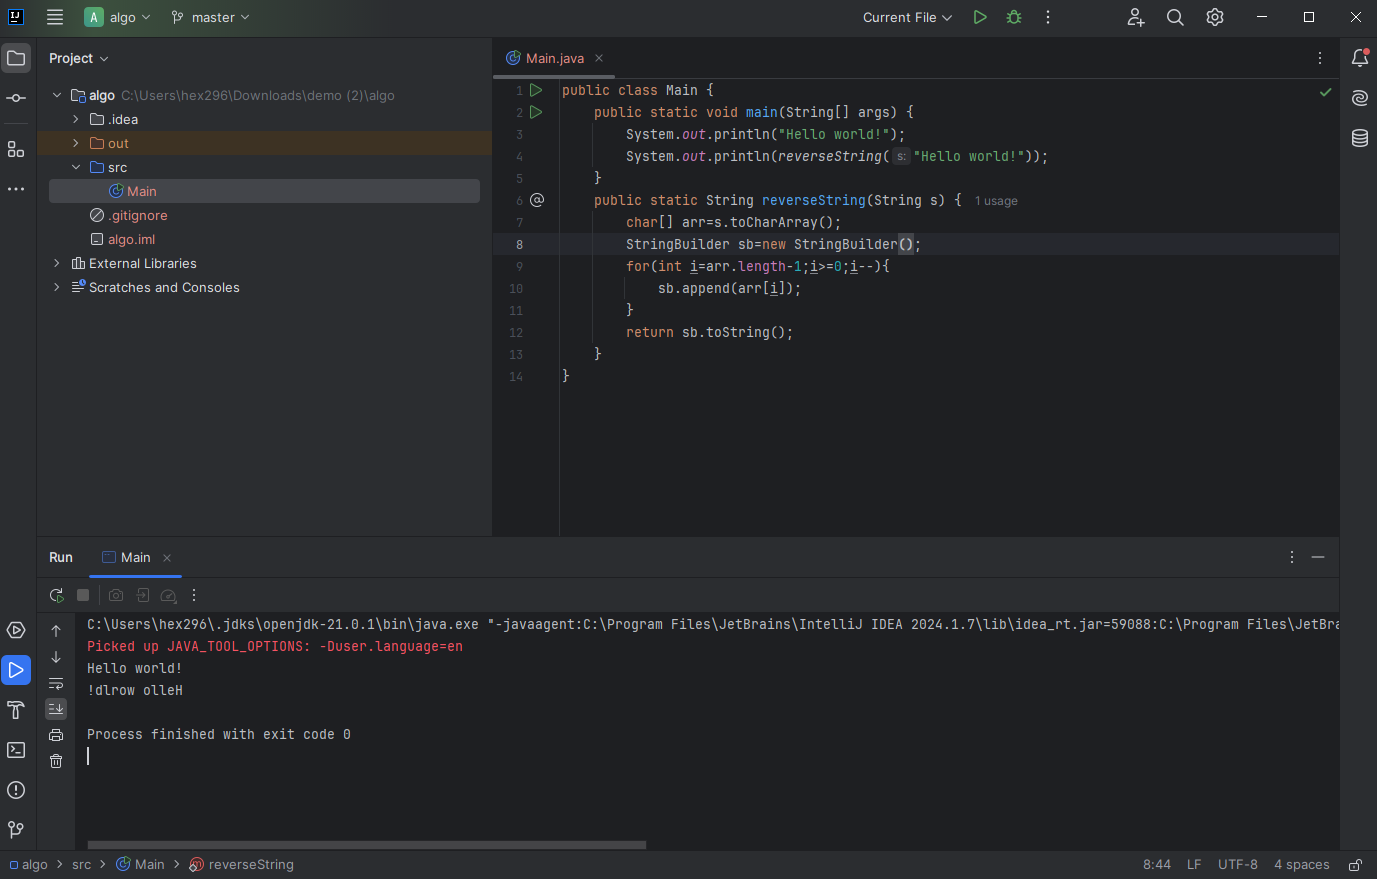 IJ
A algo
master
Current File
Project
Main.java
algo C:\Users\hex296\Downloads\demo (2)\algo
.idea
out
src
Main
.gitignore
algo.iml
External Libraries
Scratches and Consoles
1 public class Main {
2 public static void main(String[] args) {
3 System.out.println("Hello world!");
4 System.out.println(reverseString( s: "Hello world!"));
5 }
6 @ public static String reverseString(String s) { 1 usage
7 char[] arr=s.toCharArray();
8 StringBuilder sb=new StringBuilder();
9 for(int i=arr.length-1;i>=0;i--){
10 sb.append(arr[i]);
11 }
12 return sb.toString();
13 }
14 }
Run Main
C:\Users\hex296\.jdks\openjdk-21.0.1\bin\java.exe "-javaagent:C:\Program Files\JetBrains\IntelliJ IDEA 2024.1.7\lib\idea_rt.jar=59088:C:\Program Files\JetBrai
Picked up JAVA_TOOL_OPTIONS: -Duser.language=en
Hello world!
!dlrow olleH
Process finished with exit code 0
algo > src > Main > reverseString
8:44 LF UTF-8 4 spaces